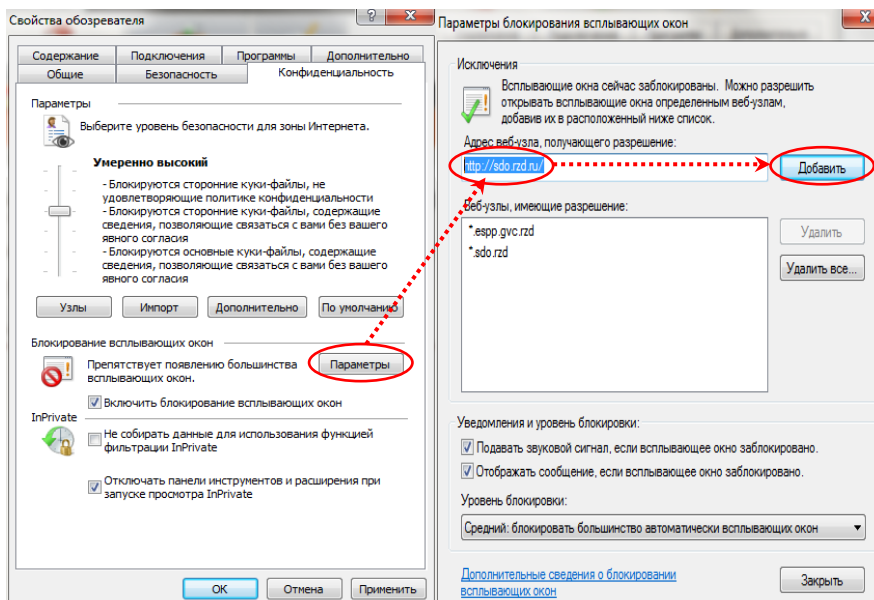 Свойства обозревателя
Содержание
Подключения
Программы
Дополнительно
Общие
Безопасность
Конфиденциальность
Параметры
Выберите уровень безопасности для зоны Интернета.
Умеренно высокий
- Блокируются сторонние куки-файлы, не
удовлетворяющие политике конфиденциальности
- Блокируются сторонние куки-файлы, содержащие
сведения, позволяющие связаться с вами без вашего
явного согласия
- Блокируются основные куки-файлы, содержащие
сведения, позволяющие связаться с вами без вашего
явного согласия
Узлы
Импорт
Дополнительно
По умолчанию
Блокирование всплывающих окон
Препятствует появлению большинства
всплывающих окон.
Параметры
Включить блокирование всплывающих окон
InPrivate
Не собирать данные для использования функцией
фильтрации InPrivate
Отключать панели инструментов и расширения при
запуске просмотра InPrivate
OK
Отмена
Применить
Параметры блокирования всплывающих окон
Исключения
Всплывающие окна сейчас заблокированы. Можно разрешить
открывать всплывающие окна определенным веб-узлам,
добавив их в расположенный ниже список.
Адрес веб-узла, получающего разрешение:
http://sdo.rzd.ru/
Добавить
Веб-узлы, имеющие разрешение:
*.espp.gvc.rzd
*.sdo.rzd
Удалить
Удалить все...
Уведомления и уровень блокировки:
Подавать звуковой сигнал, если всплывающее окно заблокировано.
Отображать сообщение, если всплывающее окно заблокировано.
Уровень блокировки:
Средний: блокировать большинство автоматически всплывающих окон
Дополнительные сведения о блокировании
всплывающих окон
Закрыть